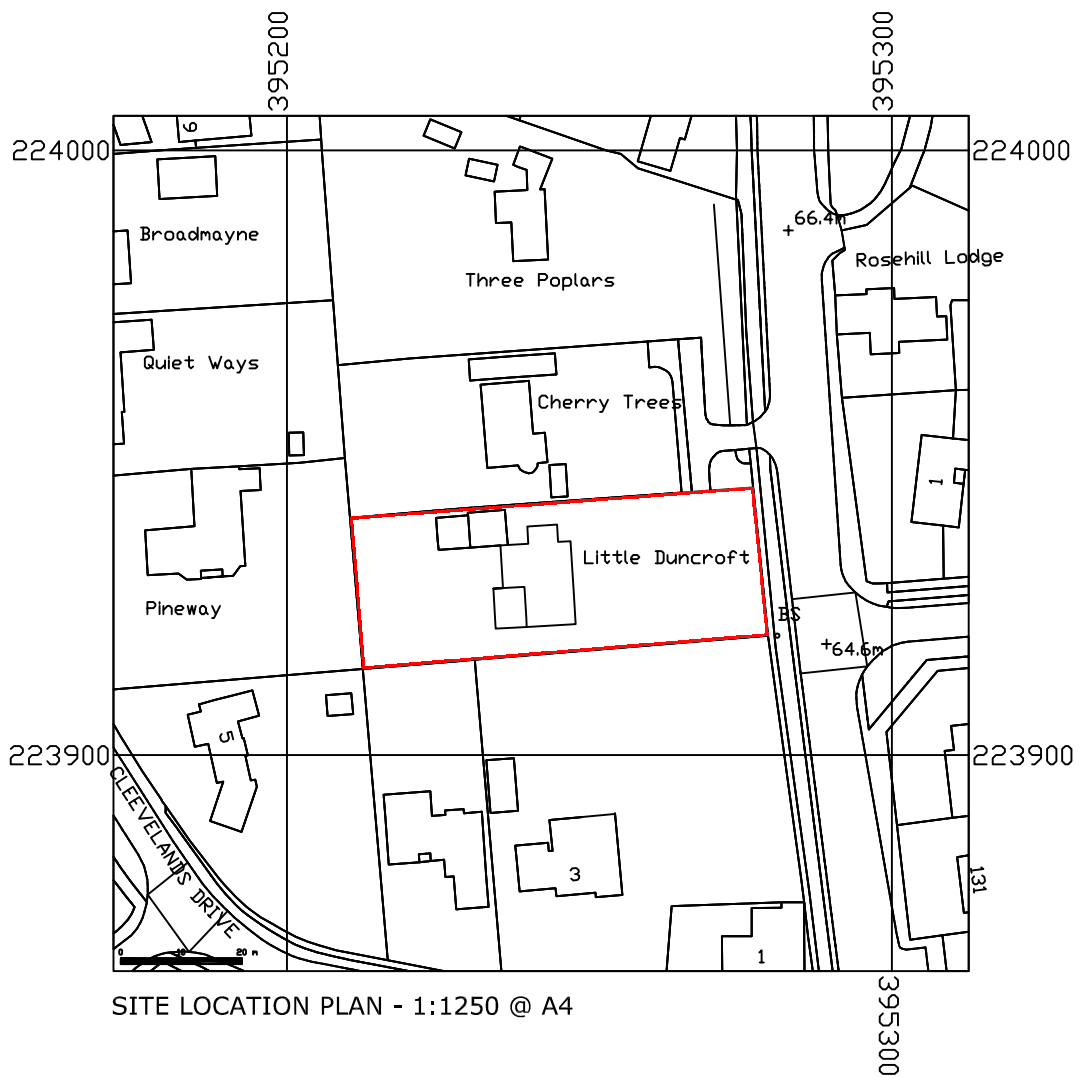 395200
395300
224000
224000
6
66.4m
Broadmayne
Rosehill Lodge
Three Poplars
Quiet Ways
Cherry Trees
1
Little Duncroft
Pineway
BS
64.6m
5
223900
223900
CLEEVELANDS DRIVE
3
131
0 10 20 m
1
SITE LOCATION PLAN - 1:1250 @ A4
395300